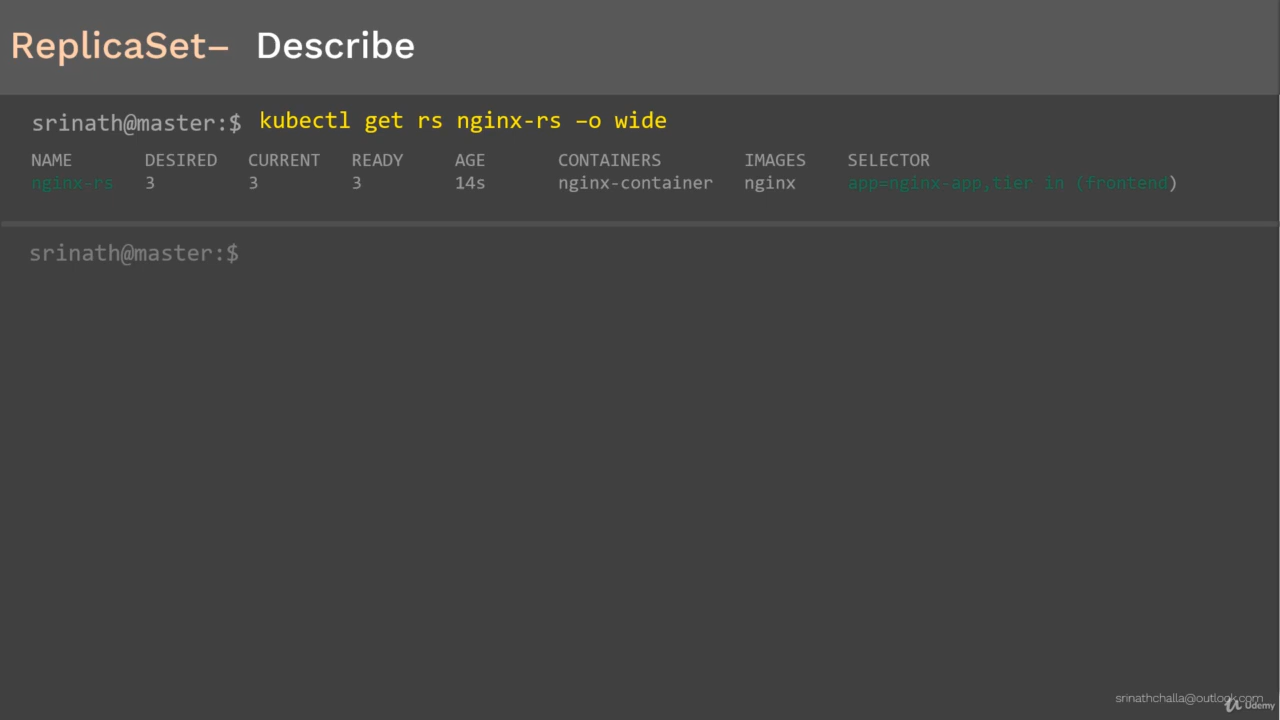 ReplicaSet– Describe
srinath@master:$ kubectl get rs nginx-rs –o wide
NAME DESIRED CURRENT READY AGE CONTAINERS IMAGES SELECTOR
nginx-rs 3 3 3 14s nginx-container nginx app=nginx-app,tier in (frontend)
srinath@master:$
srinathchalla@outlook.com
Udemy